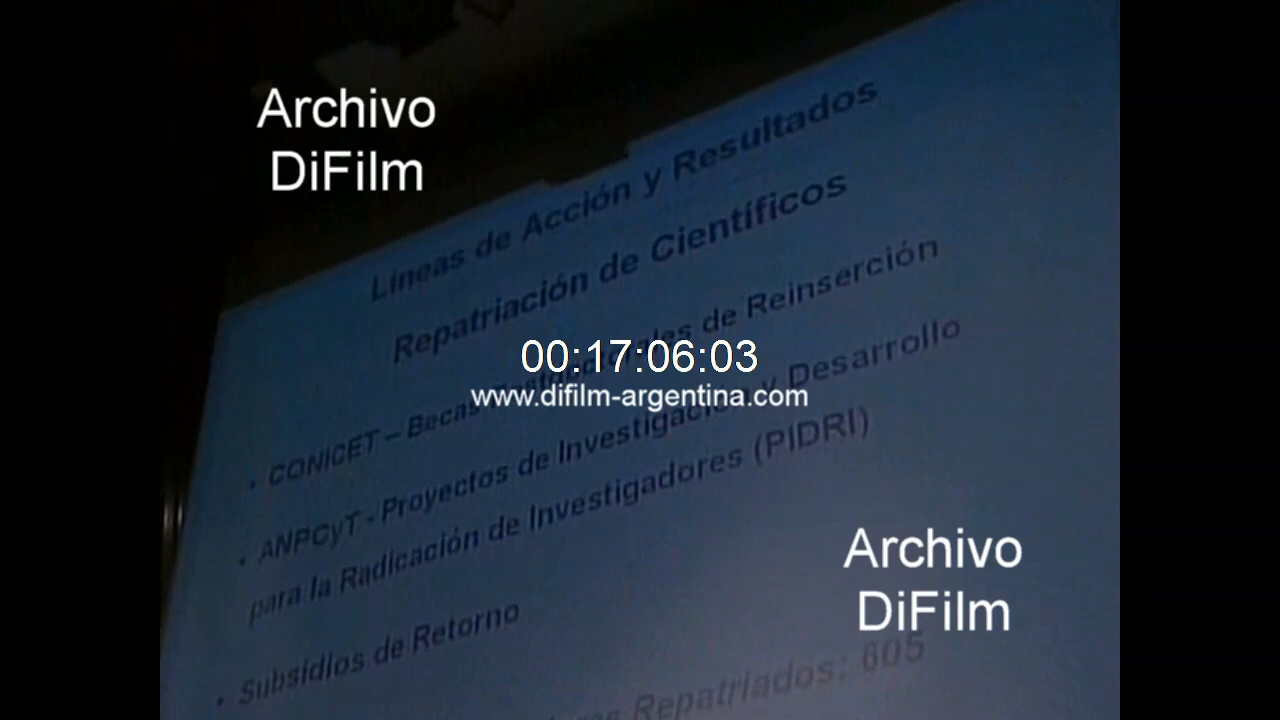 Archivo
DiFilm
Líneas de Acción y Resultados
Repatriación de Científicos
00:17:06:03
www.difilm-argentina.com
• CONICET – Becas Postdoctorales de Reinserción
• ANPCyT - Proyectos de Investigación y Desarrollo
para la Radicación de Investigadores (PIDRI)
• Subsidios de Retorno
Repatriados: 605
Archivo
DiFilm